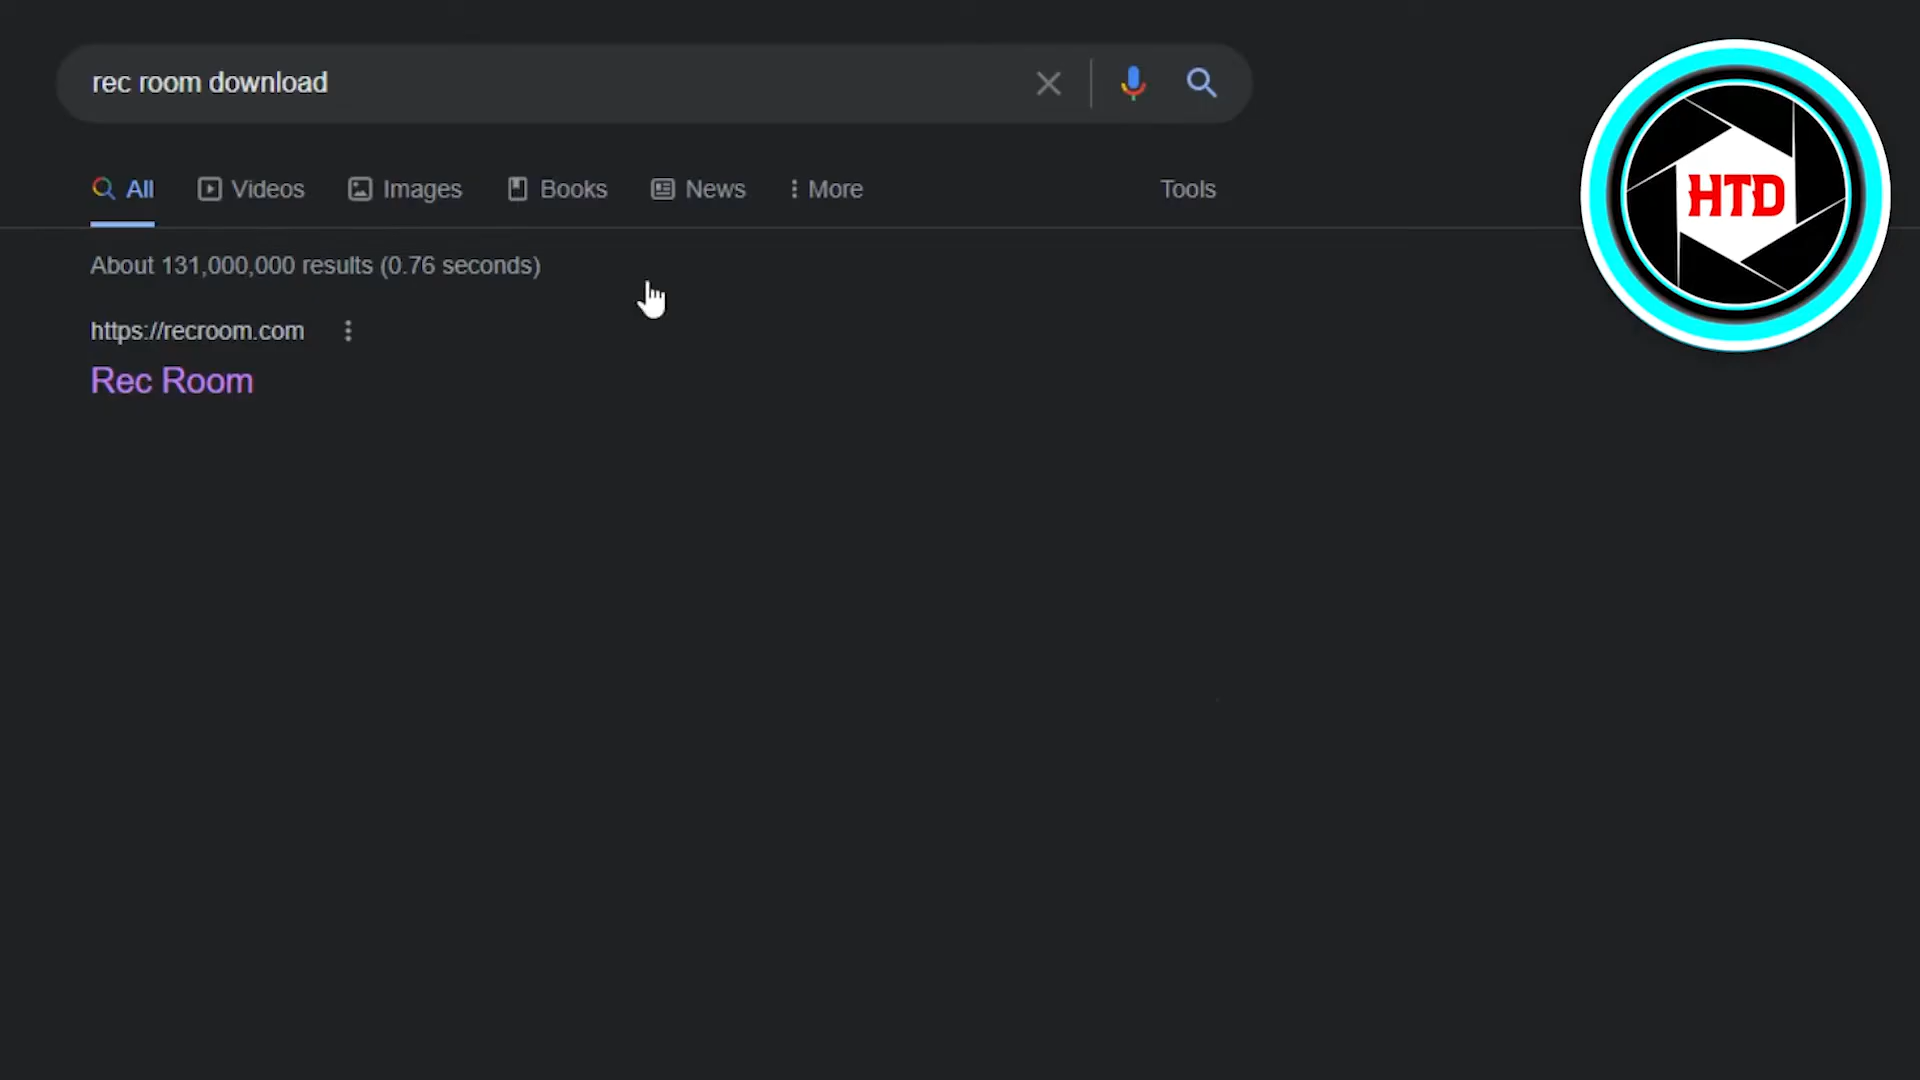 rec room download
All Videos Images Books News More Tools
About 131,000,000 results (0.76 seconds)
https://recroom.com
Rec Room
HTD